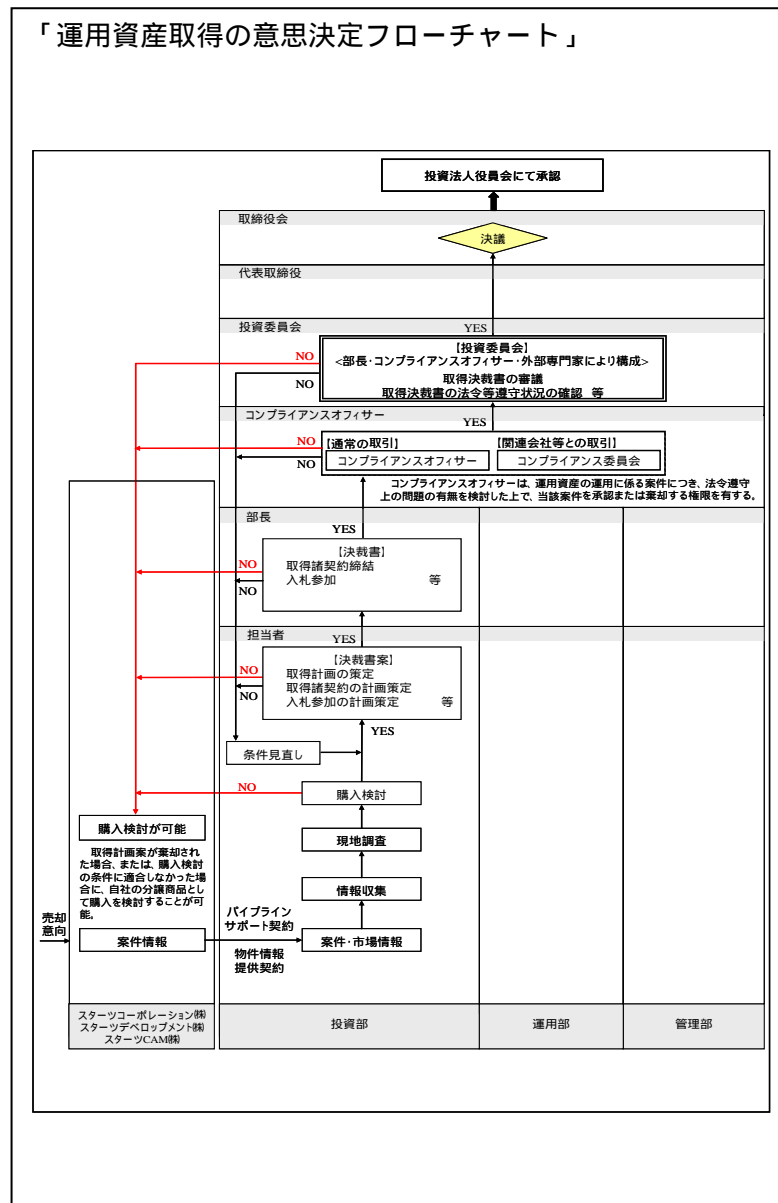 「運用資産取得の意思決定フローチャート」
投資法人役員会にて承認
取締役会
決議
代表取締役
投資委員会
YES
【投資委員会】
<部長・コンプライアンスオフィサー・外部専門家により構成>
取得決裁書の審議
取得決裁書の法令等遵守状況の確認 等
NO
NO
コンプライアンスオフィサー
YES
【通常の取引】
【関連会社等との取引】
コンプライアンスオフィサー
コンプライアンス委員会
NO
NO
コンプライアンスオフィサーは、運用資産の運用に係る案件につき、法令遵守
上の問題の有無を検討した上で、当該案件を承認または棄却する権限を有する。
部長
YES
【決裁書】
取得諸契約締結
入札参加 等
NO
NO
担当者
YES
【決裁書案】
取得計画の策定
取得諸契約の計画策定
入札参加の計画策定 等
NO
NO
YES
条件見直し
NO
購入検討
購入検討が可能
現地調査
取得計画案が棄却され
た場合、または、購入検討
の条件に適合しなかった場
合に、自社の分譲商品とし
て購入を検討することが可
能。
情報収集
売却
意向
案件情報
パイプライン
サポート契約
物件情報
提供契約
案件・市場情報
スターツコーポレーション㈱
スターツデベロップメント㈱
スターツCAM㈱
投資部
運用部
管理部